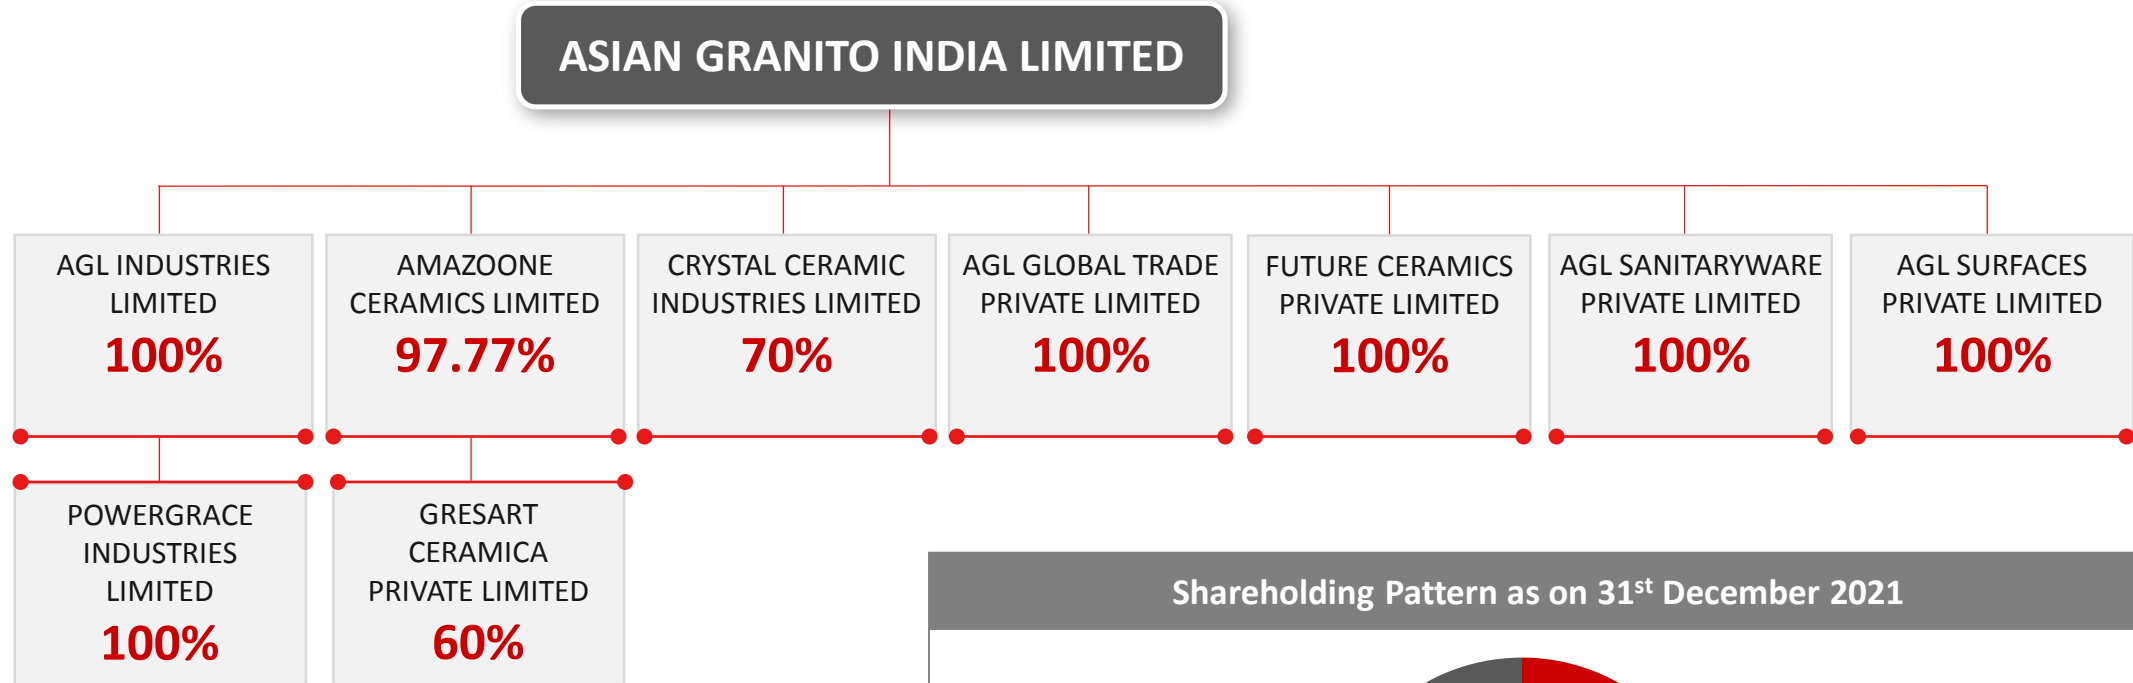 ASIAN GRANITO INDIA LIMITED
AGL INDUSTRIES
LIMITED
100%
AMAZOONE
CERAMICS LIMITED
97.77%
CRYSTAL CERAMIC
INDUSTRIES LIMITED
70%
AGL GLOBAL TRADE
PRIVATE LIMITED
100%
FUTURE CERAMICS
PRIVATE LIMITED
100%
AGL SANITARYWARE
PRIVATE LIMITED
100%
AGL SURFACES
PRIVATE LIMITED
100%
POWERGRACE
INDUSTRIES
LIMITED
100%
GRESART
CERAMICA
PRIVATE LIMITED
60%
Shareholding Pattern as on 31st December 2021